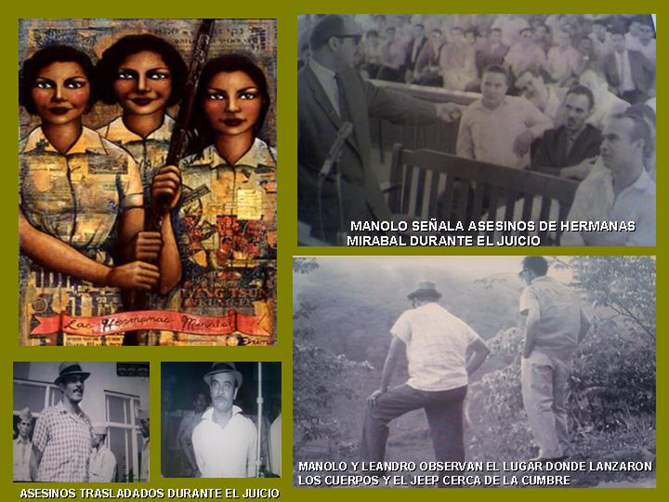 Las Hermanas Mirabal
MANOLO SEÑALA ASESINOS DE HERMANAS
MIRABAL DURANTE EL JUICIO
MANOLO Y LEANDRO OBSERVAN EL LUGAR DONDE LANZARON
LOS CUERPOS Y EL JEEP CERCA DE LA CUMBRE
ASESINOS TRASLADADOS DURANTE EL JUICIO